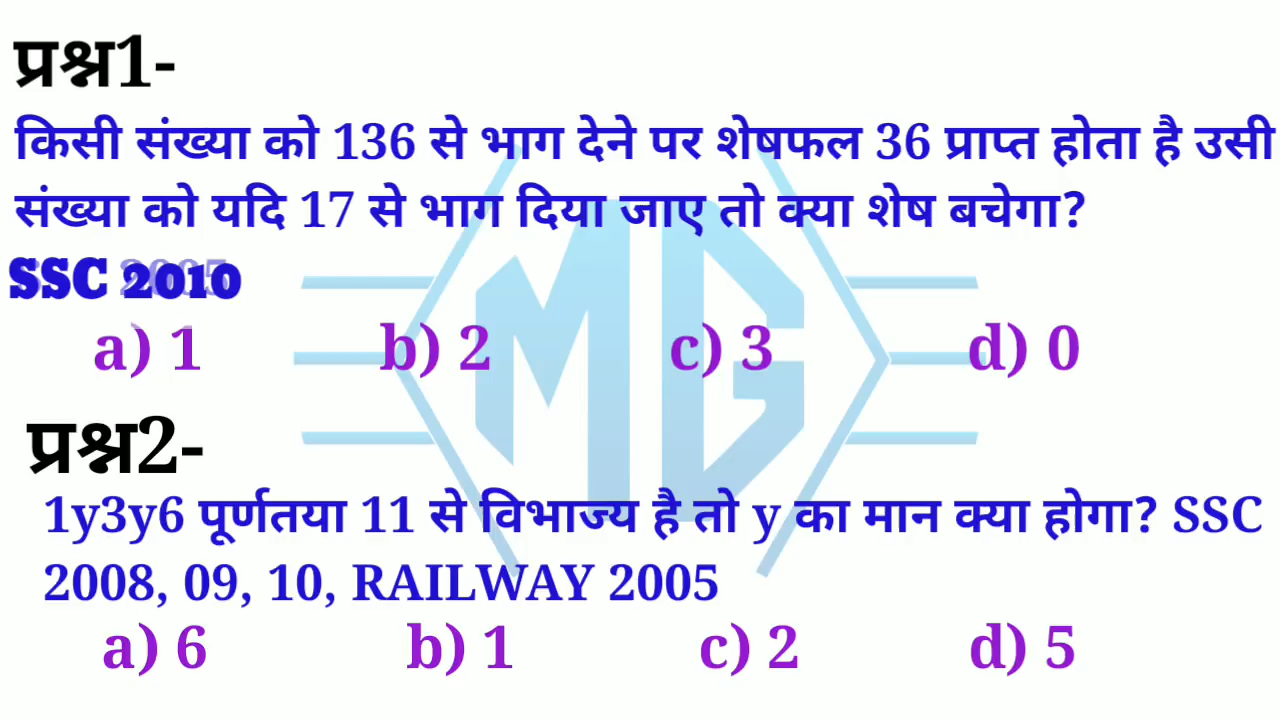 प्रश्न1-
किसी संख्या को 136 से भाग देने पर शेषफल 36 प्राप्त होता है उसी
संख्या को यदि 17 से भाग दिया जाए तो क्या शेष बचेगा?
SSC 2010
a) 1 b) 2 c) 3 d) 0
प्रश्न2-
1y3y6 पूर्णतया 11 से विभाज्य है तो y का मान क्या होगा? SSC
2008, 09, 10, RAILWAY 2005
a) 6 b) 1 c) 2 d) 5
MG